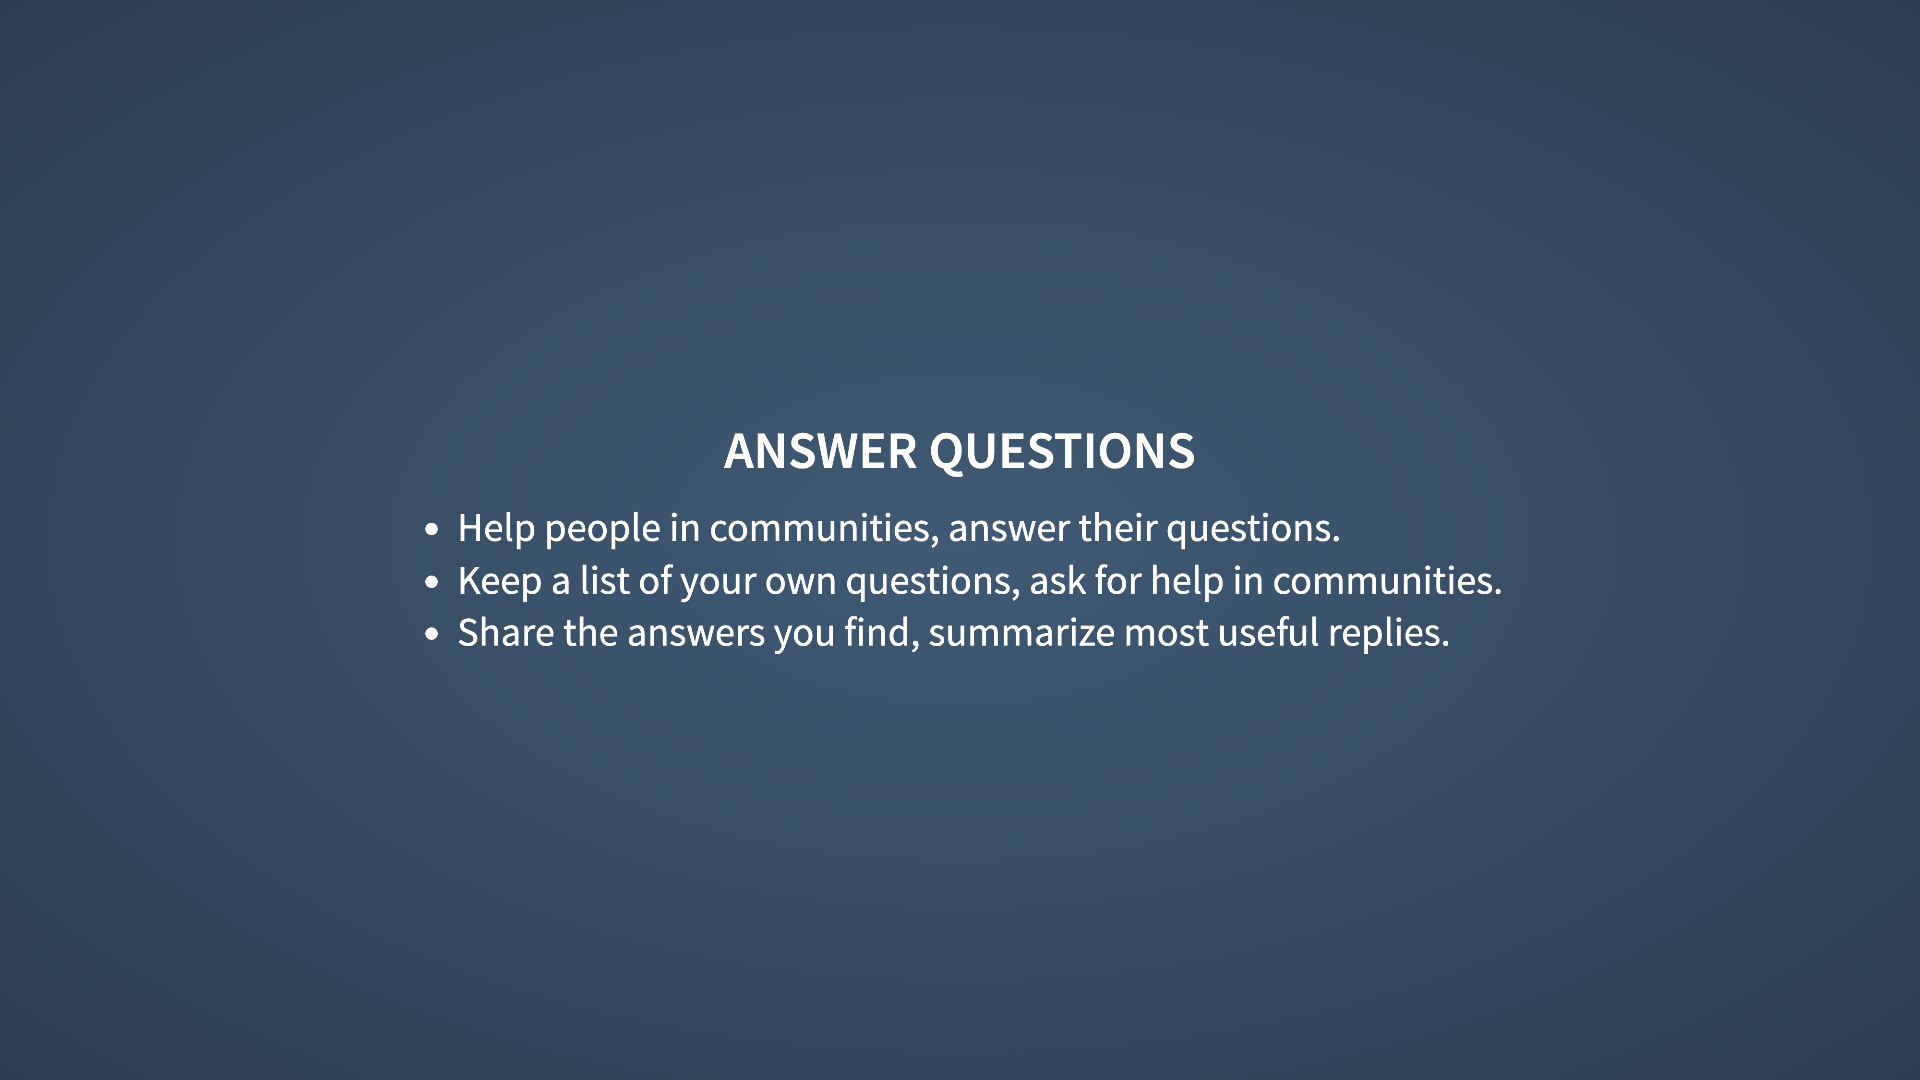 ANSWER QUESTIONS
• Help people in communities, answer their questions.
• Keep a list of your own questions, ask for help in communities.
• Share the answers you find, summarize most useful replies.